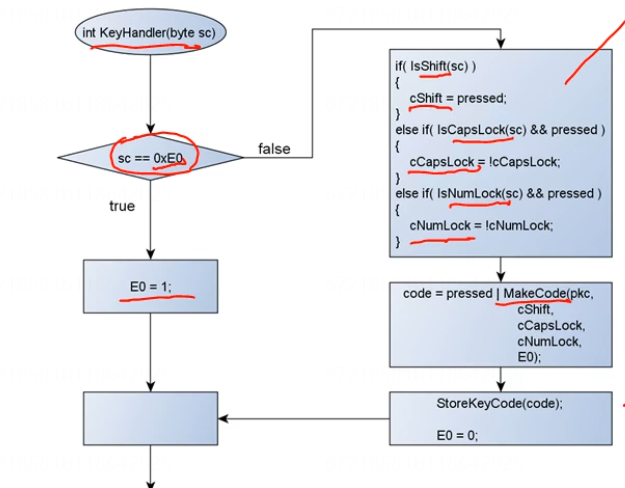 int KeyHandler(byte sc)
sc == 0xE0
false
true
E0 = 1;
if( IsShift(sc) )
{
cShift = pressed;
}
else if( IsCapsLock(sc) && pressed )
{
cCapsLock = !cCapsLock;
}
else if( IsNumLock(sc) && pressed )
{
cNumLock = !cNumLock;
}
code = pressed | MakeCode(pkc,
cShift,
cCapsLock,
cNumLock,
E0);
StoreKeyCode(code);
E0 = 0;